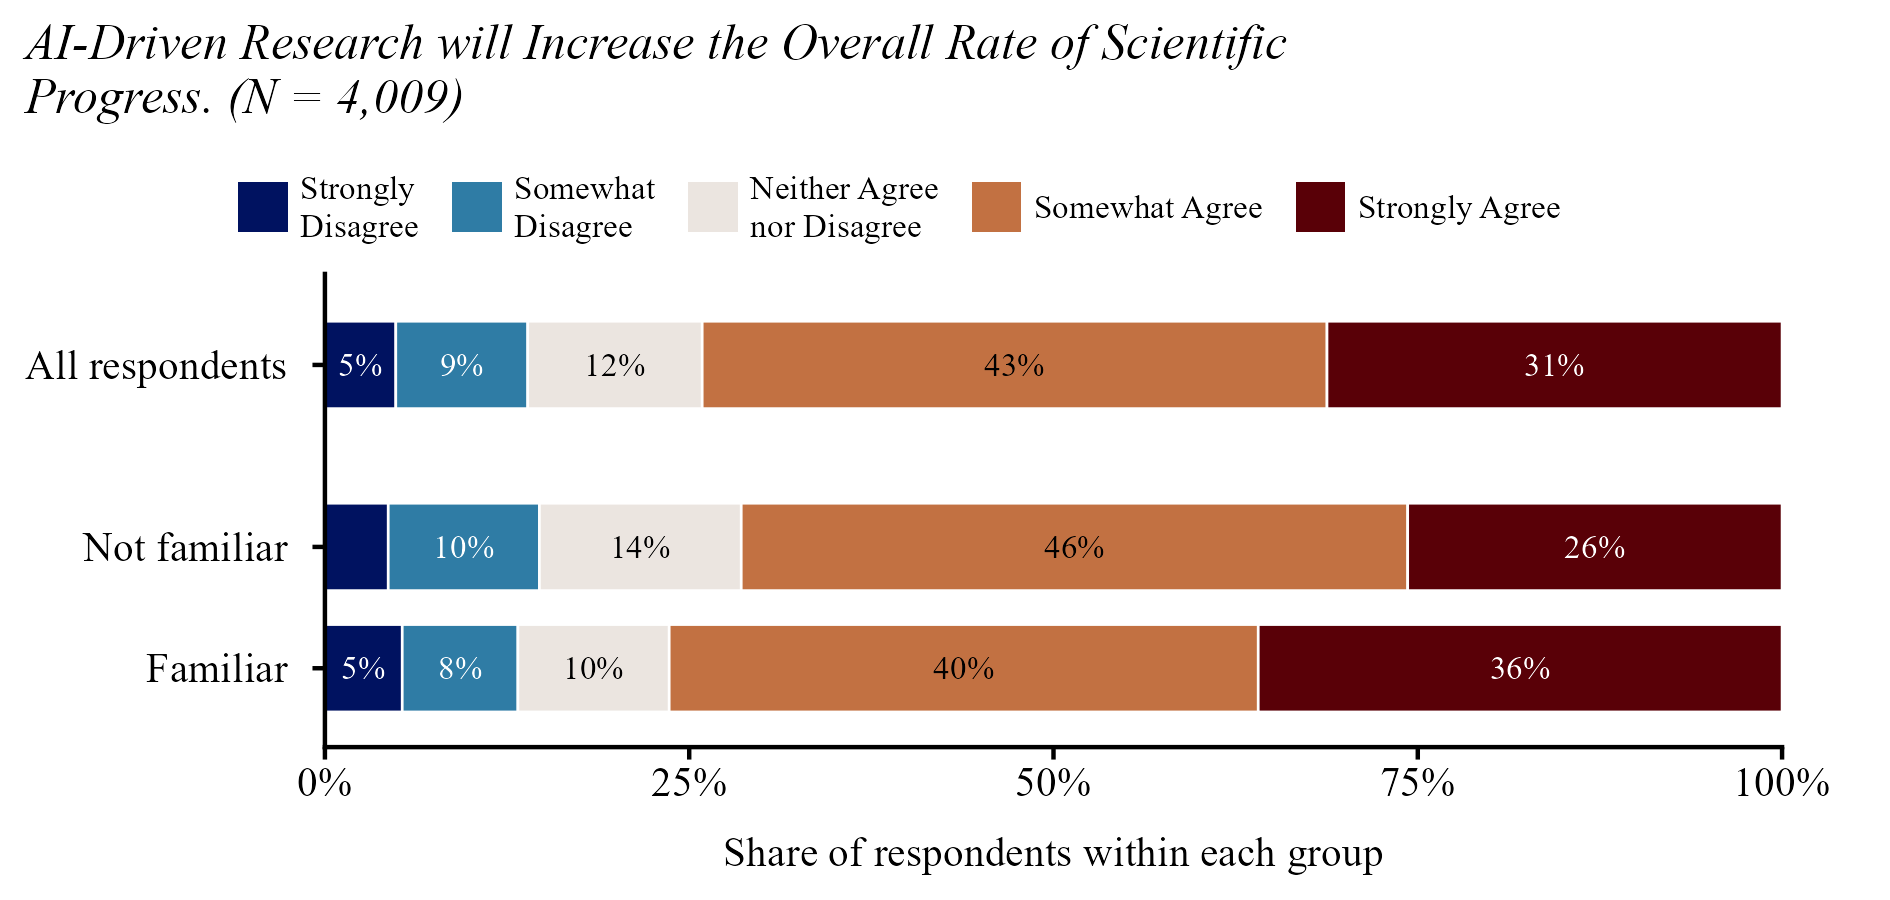 AI-Driven Research will Increase the Overall Rate of Scientific
Progress. (N = 4,009)
Strongly
Disagree
Somewhat
Disagree
Neither Agree
nor Disagree
Somewhat Agree
Strongly Agree
All respondents
5%
9%
12%
43%
31%
Not familiar
10%
14%
46%
26%
Familiar
5%
8%
10%
40%
36%
0%
25%
50%
75%
100%
Share of respondents within each group